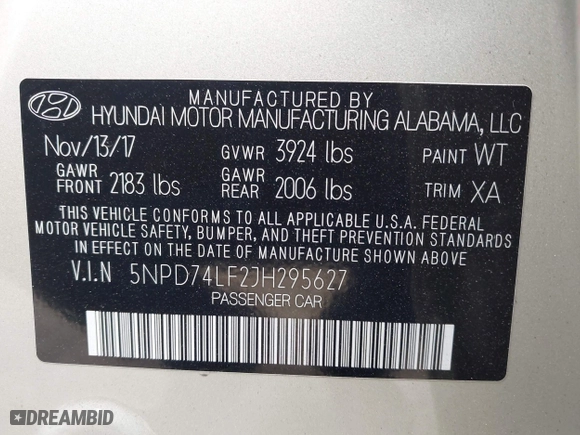 MANUFACTURED BY
HYUNDAI MOTOR MANUFACTURING ALABAMA, LLC
Nov/13/17 GVWR 3924 lbs PAINT WT
GAWR FRONT 2183 lbs GAWR REAR 2006 lbs TRIM XA
THIS VEHICLE CONFORMS TO ALL APPLICABLE U.S.A. FEDERAL
MOTOR VEHICLE SAFETY, BUMPER, AND THEFT PREVENTION STANDARDS
IN EFFECT ON THE DATE OF MANUFACTURE SHOWN ABOVE.
V.I.N 5NPD74LF2JH295627
PASSENGER CAR
DREAMBID